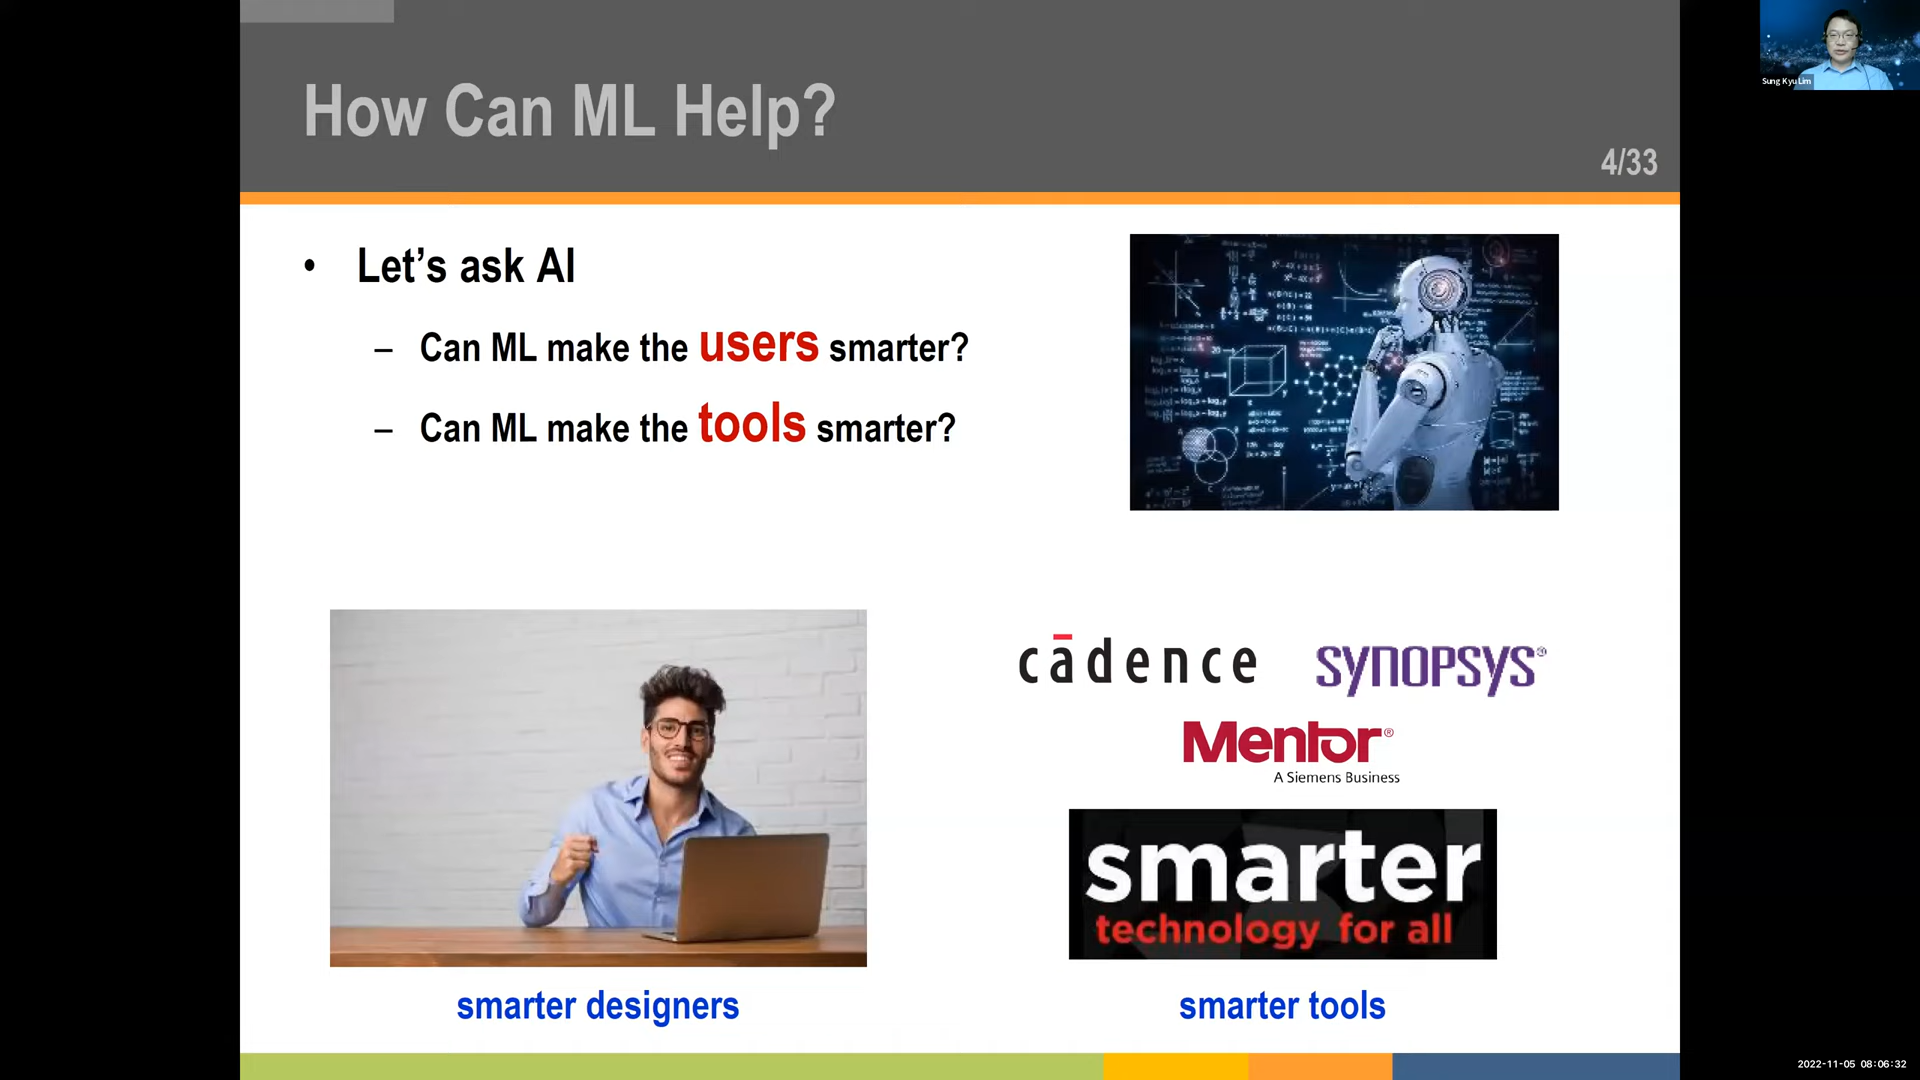 How Can ML Help?
4/33
Sung Kyu Lim
• Let’s ask AI
– Can ML make the users smarter?
– Can ML make the tools smarter?
cadence
SYNOPSYS®
Mentor®
A Siemens Business
smarter
technology for all
smarter designers
smarter tools
2022-11-05 08:06:32